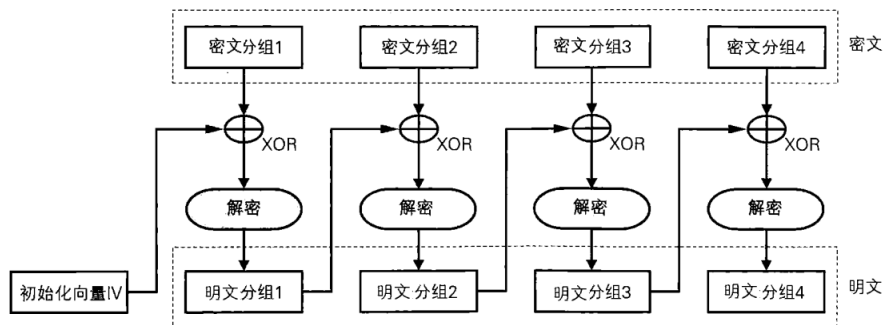 密文分组1
密文分组2
密文分组3
密文分组4
密文
XOR
XOR
XOR
XOR
解密
解密
解密
解密
初始化向量IV
明文分组1
明文分组2
明文分组3
明文分组4
明文